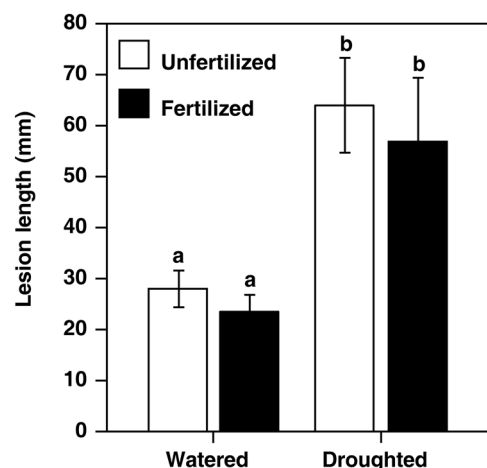 80
70
60
50
40
30
20
10
0
Lesion length (mm)
Unfertilized
Fertilized
a
a
b
b
Watered
Droughted